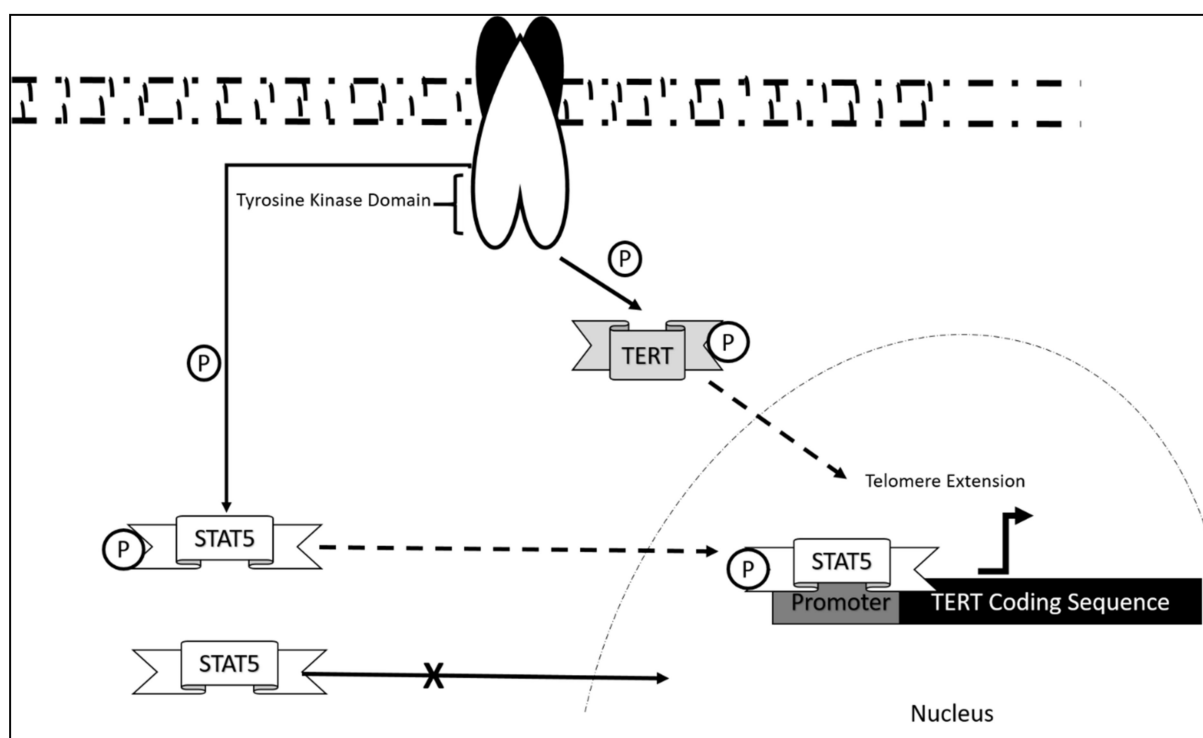 Tyrosine Kinase Domain
P
P
TERT
P
P
Telomere Extension
P
STAT5
P
STAT5
Promoter
TERT Coding Sequence
STAT5
X
Nucleus